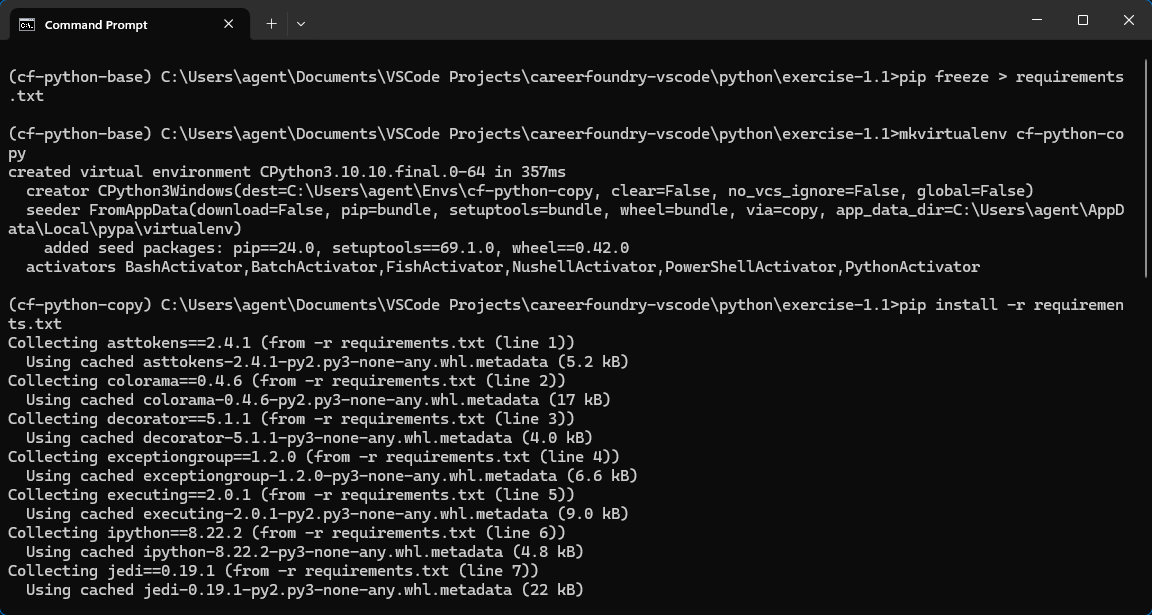 Command Prompt
(cf-python-base) C:\Users\agent\Documents\VSCode Projects\careerfoundry-vscode\python\exercise-1.1>pip freeze > requirements
.txt
(cf-python-base) C:\Users\agent\Documents\VSCode Projects\careerfoundry-vscode\python\exercise-1.1>mkvirtualenv cf-python-co
py
created virtual environment CPython3.10.10.final.0-64 in 357ms
  creator CPython3Windows(dest=C:\Users\agent\Envs\cf-python-copy, clear=False, no_vcs_ignore=False, global=False)
  seeder FromAppData(download=False, pip=bundle, setuptools=bundle, wheel=bundle, via=copy, app_data_dir=C:\Users\agent\AppD
ata\Local\pypa\virtualenv)
    added seed packages: pip==24.0, setuptools==69.1.0, wheel==0.42.0
  activators BashActivator,BatchActivator,FishActivator,NushellActivator,PowerShellActivator,PythonActivator
(cf-python-copy) C:\Users\agent\Documents\VSCode Projects\careerfoundry-vscode\python\exercise-1.1>pip install -r requiremen
ts.txt
Collecting asttokens==2.4.1 (from -r requirements.txt (line 1))
  Using cached asttokens-2.4.1-py2.py3-none-any.whl.metadata (5.2 kB)
Collecting colorama==0.4.6 (from -r requirements.txt (line 2))
  Using cached colorama-0.4.6-py2.py3-none-any.whl.metadata (17 kB)
Collecting decorator==5.1.1 (from -r requirements.txt (line 3))
  Using cached decorator-5.1.1-py3-none-any.whl.metadata (4.0 kB)
Collecting exceptiongroup==1.2.0 (from -r requirements.txt (line 4))
  Using cached exceptiongroup-1.2.0-py3-none-any.whl.metadata (6.6 kB)
Collecting executing==2.0.1 (from -r requirements.txt (line 5))
  Using cached executing-2.0.1-py2.py3-none-any.whl.metadata (9.0 kB)
Collecting ipython==8.22.2 (from -r requirements.txt (line 6))
  Using cached ipython-8.22.2-py3-none-any.whl.metadata (4.8 kB)
Collecting jedi==0.19.1 (from -r requirements.txt (line 7))
  Using cached jedi-0.19.1-py2.py3-none-any.whl.metadata (22 kB)